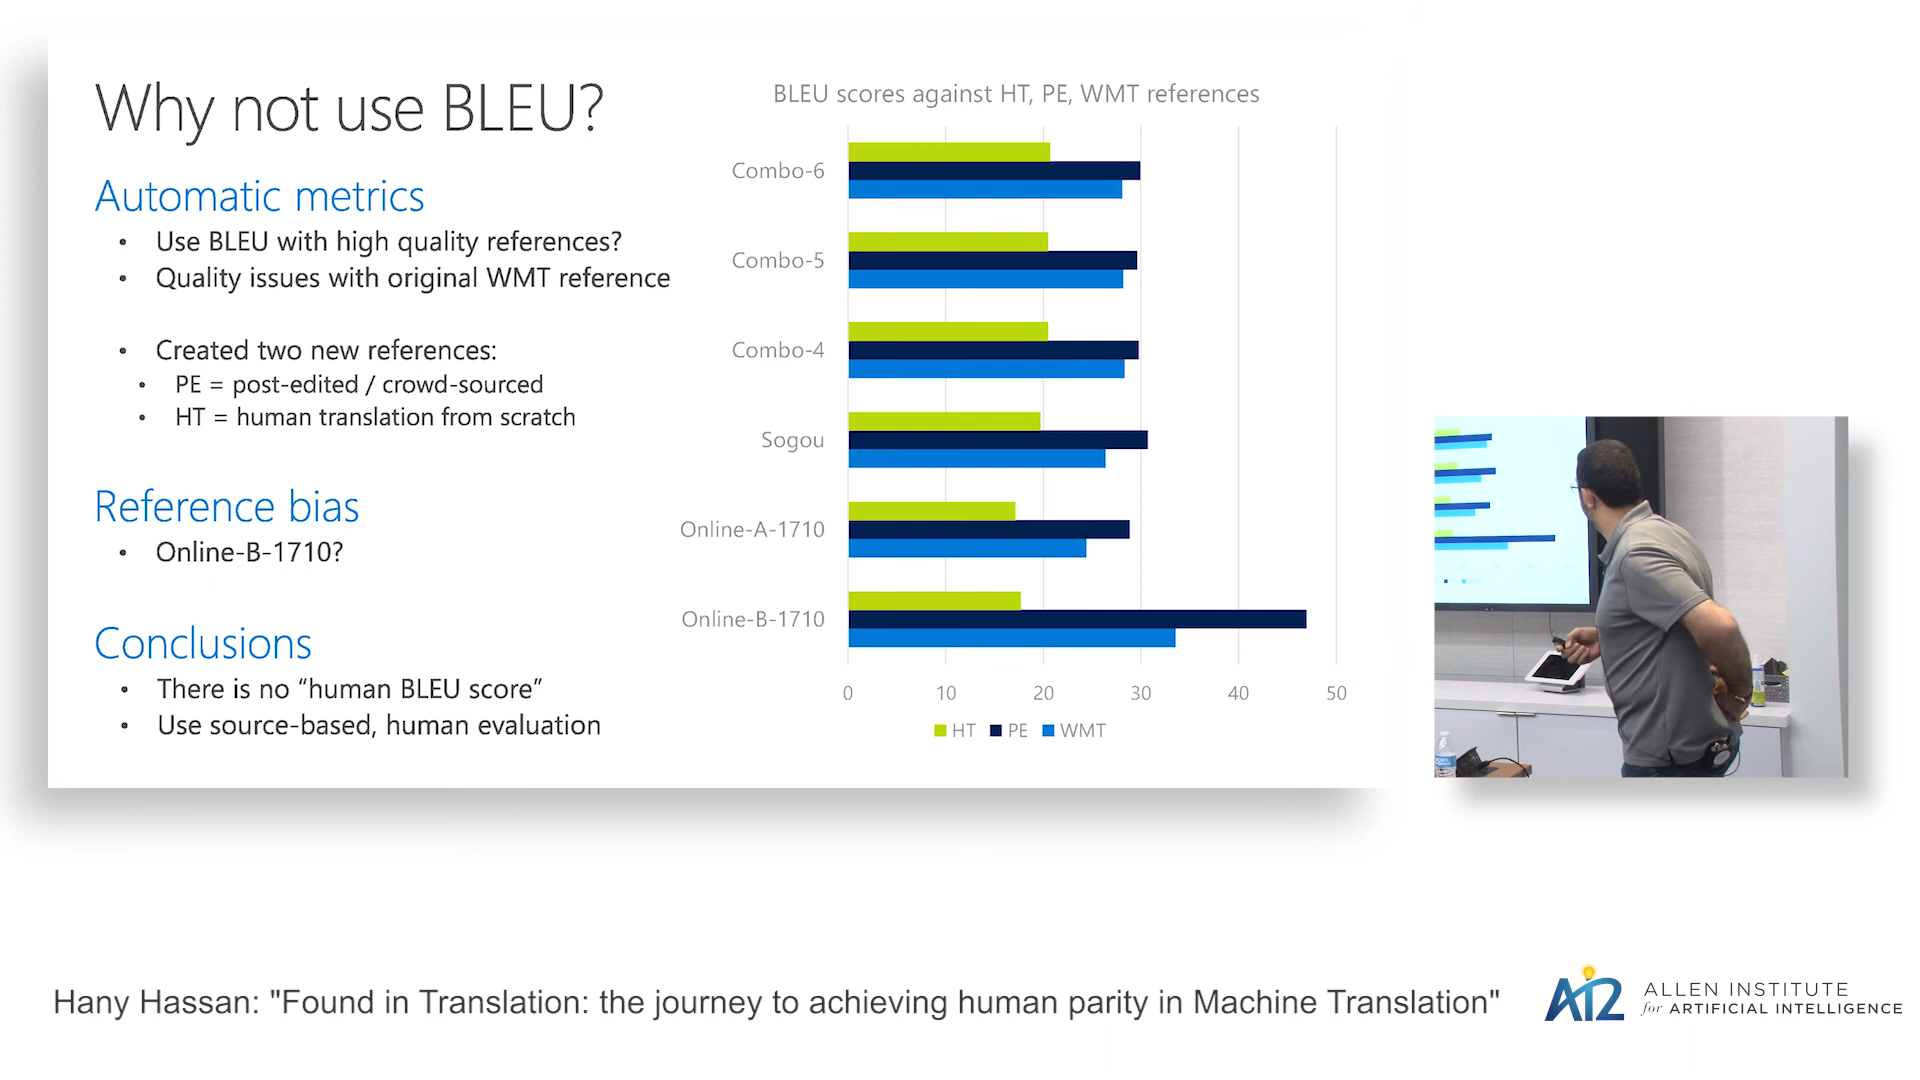 Why not use BLEU?
Automatic metrics
• Use BLEU with high quality references?
• Quality issues with original WMT reference
• Created two new references:
• PE = post-edited / crowd-sourced
• HT = human translation from scratch
Reference bias
• Online-B-1710?
Conclusions
• There is no “human BLEU score”
• Use source-based, human evaluation
BLEU scores against HT, PE, WMT references
Combo-6
Combo-5
Combo-4
Sogou
Online-A-1710
Online-B-1710
0 10 20 30 40 50
HT PE WMT
Hany Hassan: "Found in Translation: the journey to achieving human parity in Machine Translation"
AI2
ALLEN INSTITUTE
for ARTIFICIAL INTELLIGENCE